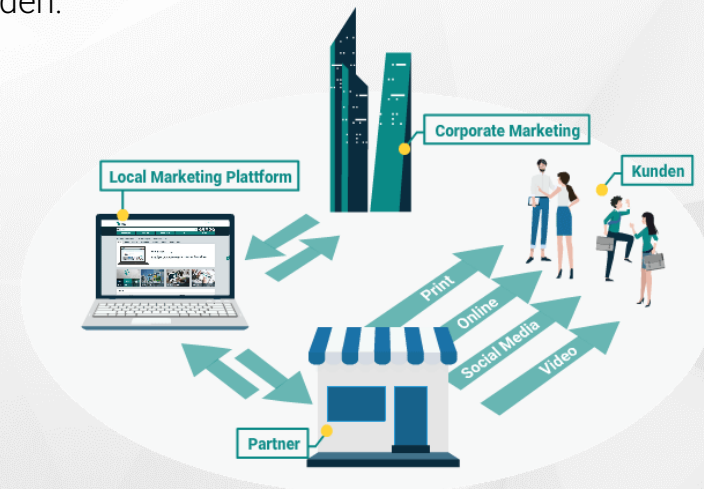 den.
Corporate Marketing
Local Marketing Plattform
Kunden
Print
Online
Social Media
Video
Partner